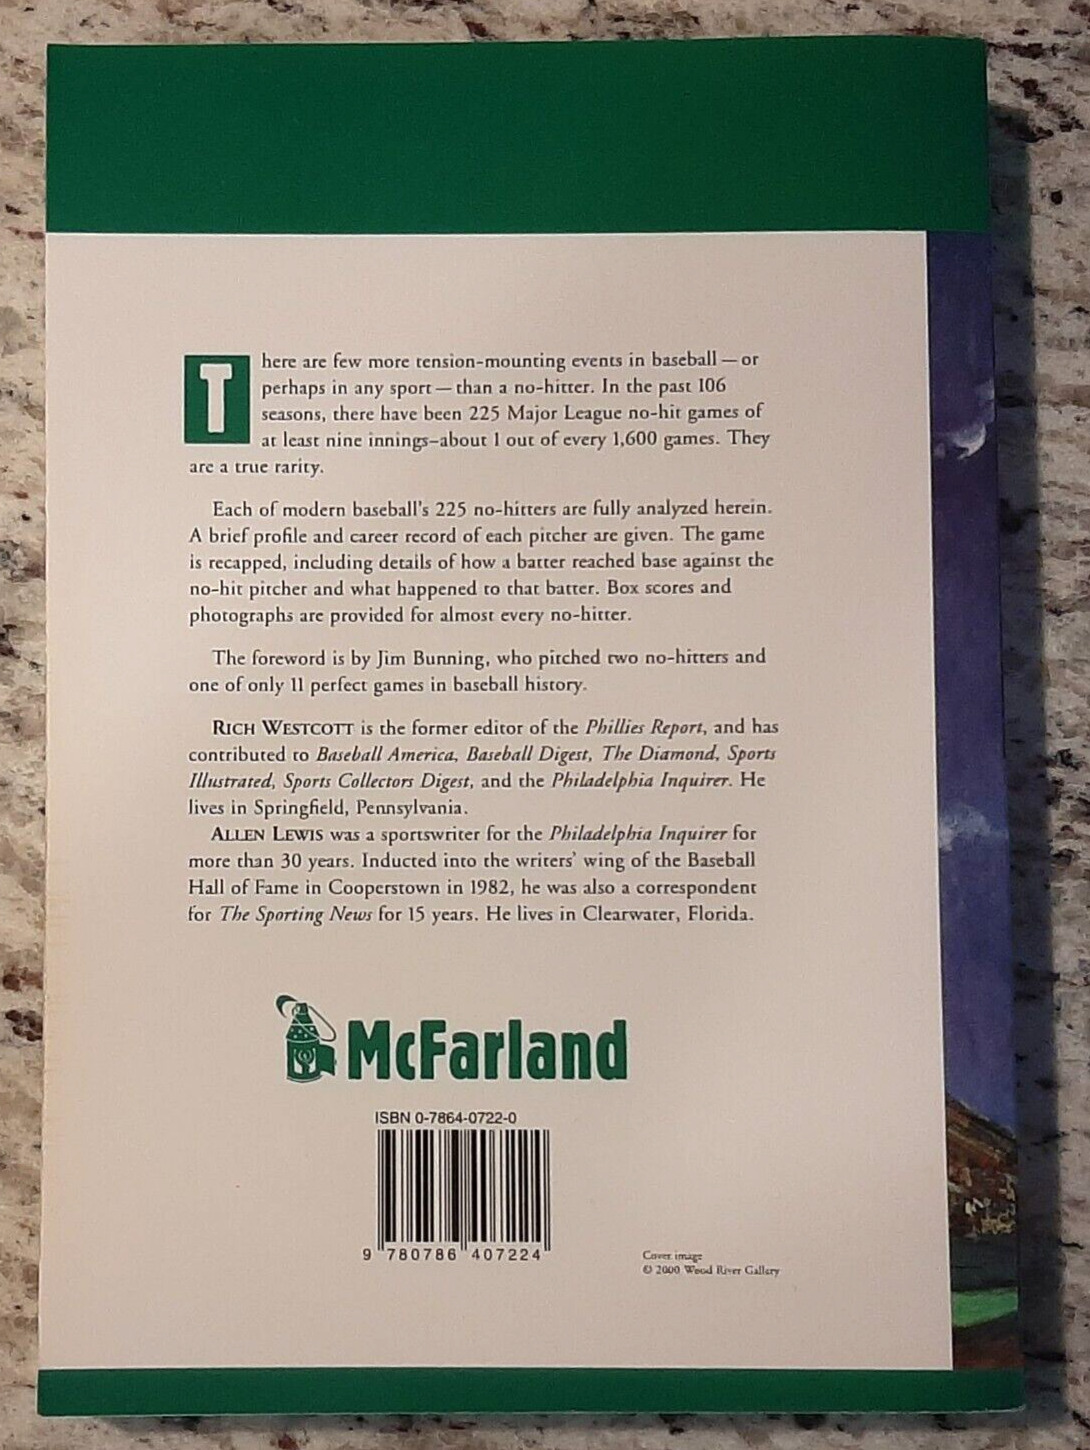 There are few more tension-mounting events in baseball — or
perhaps in any sport — than a no-hitter. In the past 106
seasons, there have been 225 Major League no-hit games of
at least nine innings–about 1 out of every 1,600 games. They
are a true rarity.
Each of modern baseball's 225 no-hitters are fully analyzed herein.
A brief profile and career record of each pitcher are given. The game
is recapped, including details of how a batter reached base against the
no-hit pitcher and what happened to that batter. Box scores and
photographs are provided for almost every no-hitter.
The foreword is by Jim Bunning, who pitched two no-hitters and
one of only 11 perfect games in baseball history.
RICH WESTCOTT is the former editor of the Phillies Report, and has
contributed to Baseball America, Baseball Digest, The Diamond, Sports
Illustrated, Sports Collectors Digest, and the Philadelphia Inquirer. He
lives in Springfield, Pennsylvania.
ALLEN LEWIS was a sportswriter for the Philadelphia Inquirer for
more than 30 years. Inducted into the writers' wing of the Baseball
Hall of Fame in Cooperstown in 1982, he was also a correspondent
for The Sporting News for 15 years. He lives in Clearwater, Florida.
McFarland
ISBN 0-7864-0722-0
9 780786 407224
Cover image
© 2000 Wood River Gallery